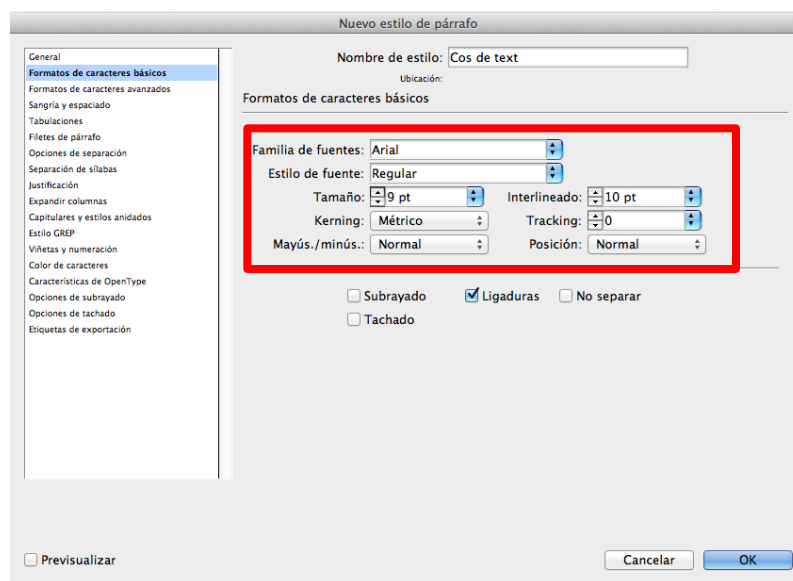 Nuevo estilo de párrafo
General
Formatos de caracteres básicos
Formatos de caracteres avanzados
Sangría y espaciado
Tabulaciones
Filetes de párrafo
Opciones de separación
Separación de sílabas
Justificación
Expandir columnas
Capitulares y estilos anidados
Estilo GREP
Viñetas y numeración
Color de caracteres
Características de OpenType
Opciones de subrayado
Opciones de tachado
Etiquetas de exportación
Nombre de estilo: Cos de text
Ubicación:
Formatos de caracteres básicos
Familia de fuentes: Arial
Estilo de fuente: Regular
Tamaño: 9 pt Interlineado: 10 pt
Kerning: Métrico Tracking: 0
Mayús./minús.: Normal Posición: Normal
Subrayado Ligaduras No separar
Tachado
Previsualizar Cancelar OK